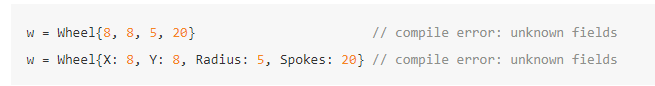 w = Wheel{8, 8, 5, 20}                       // compile error: unknown fields
w = Wheel{X: 8, Y: 8, Radius: 5, Spokes: 20} // compile error: unknown fields